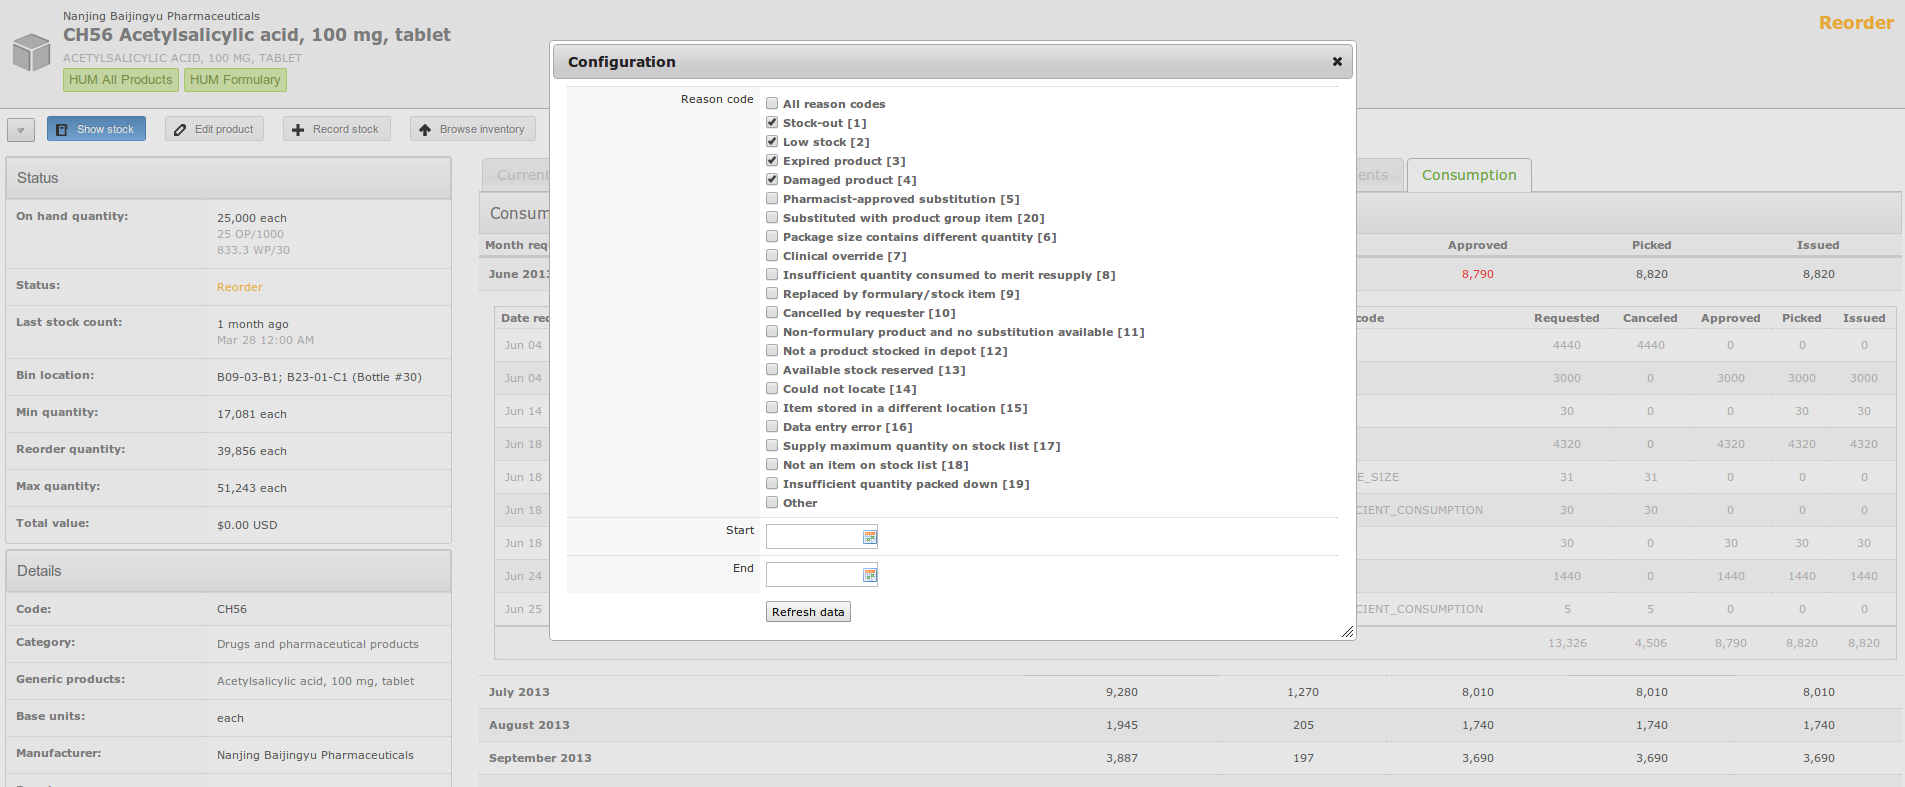 Nanjing Baijingyu Pharmaceuticals
CH56 Acetylsalicylic acid, 100 mg, tablet
ACETYLSALICYLIC ACID, 100 MG, TABLET
HUM All Products HUM Formulary
Reorder
Show stock Edit product Record stock Browse inventory
Status
On hand quantity: 25,000 each
25 OP/1000
833.3 WP/30
Status: Reorder
Last stock count: 1 month ago
Mar 28 12:00 AM
Bin location: B09-03-B1; B23-01-C1 (Bottle #30)
Min quantity: 17,081 each
Reorder quantity: 39,856 each
Max quantity: 51,243 each
Total value: $0.00 USD
Details
Code: CH56
Category: Drugs and pharmaceutical products
Generic products: Acetylsalicylic acid, 100 mg, tablet
Base units: each
Manufacturer: Nanjing Baijingyu Pharmaceuticals
Configuration
Reason code
All reason codes
Stock-out [1]
Low stock [2]
Expired product [3]
Damaged product [4]
Pharmacist-approved substitution [5]
Substituted with product group item [20]
Package size contains different quantity [6]
Clinical override [7]
Insufficient quantity consumed to merit resupply [8]
Replaced by formulary/stock item [9]
Cancelled by requester [10]
Non-formulary product and no substitution available [11]
Not a product stocked in depot [12]
Available stock reserved [13]
Could not locate [14]
Item stored in a different location [15]
Data entry error [16]
Supply maximum quantity on stock list [17]
Not an item on stock list [18]
Insufficient quantity packed down [19]
Other
Start
End
Refresh data
Current ents Consumption
Consum
Month req Approved Picked Issued
June 2013 8,790 8,820 8,820
Date rec code Requested Canceled Approved Picked Issued
Jun 04 4440 4440 0 0 0
Jun 04 3000 0 3000 3000 3000
Jun 14 30 0 0 30 30
Jun 18 4320 0 4320 4320 4320
Jun 18 E_SIZE 31 31 0 0 0
Jun 18 CIENT_CONSUMPTION 30 30 0 0 0
Jun 18 30 0 30 30 30
Jun 24 1440 0 1440 1440 1440
Jun 25 CIENT_CONSUMPTION 5 5 0 0 0
13,326 4,506 8,790 8,820 8,820
July 2013 9,280 1,270 8,010 8,010 8,010
August 2013 1,945 205 1,740 1,740 1,740
September 2013 3,887 197 3,690 3,690 3,690